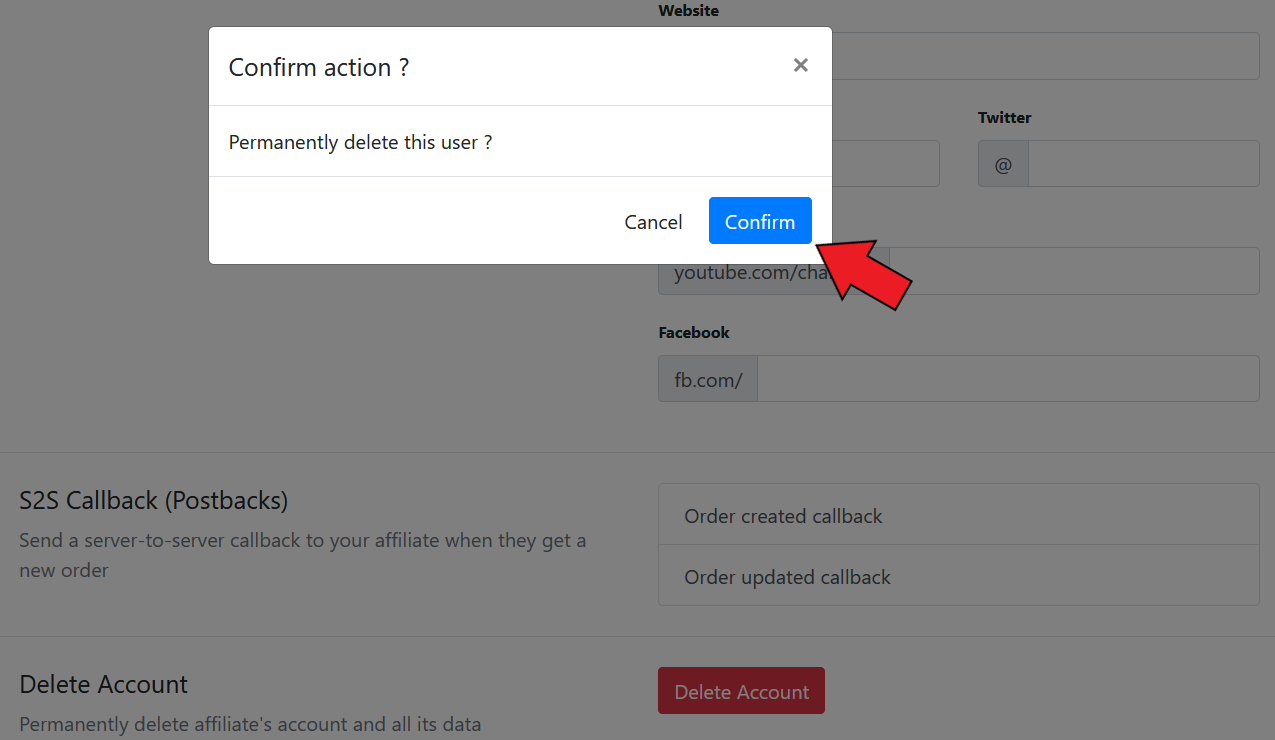 Website
Confirm action ?
×
Permanently delete this user ?
Twitter
@
Cancel
Confirm
youtube.com/cha
Facebook
fb.com/
S2S Callback (Postbacks)
Send a server-to-server callback to your affiliate when they get a
new order
Order created callback
Order updated callback
Delete Account
Permanently delete affiliate's account and all its data
Delete Account